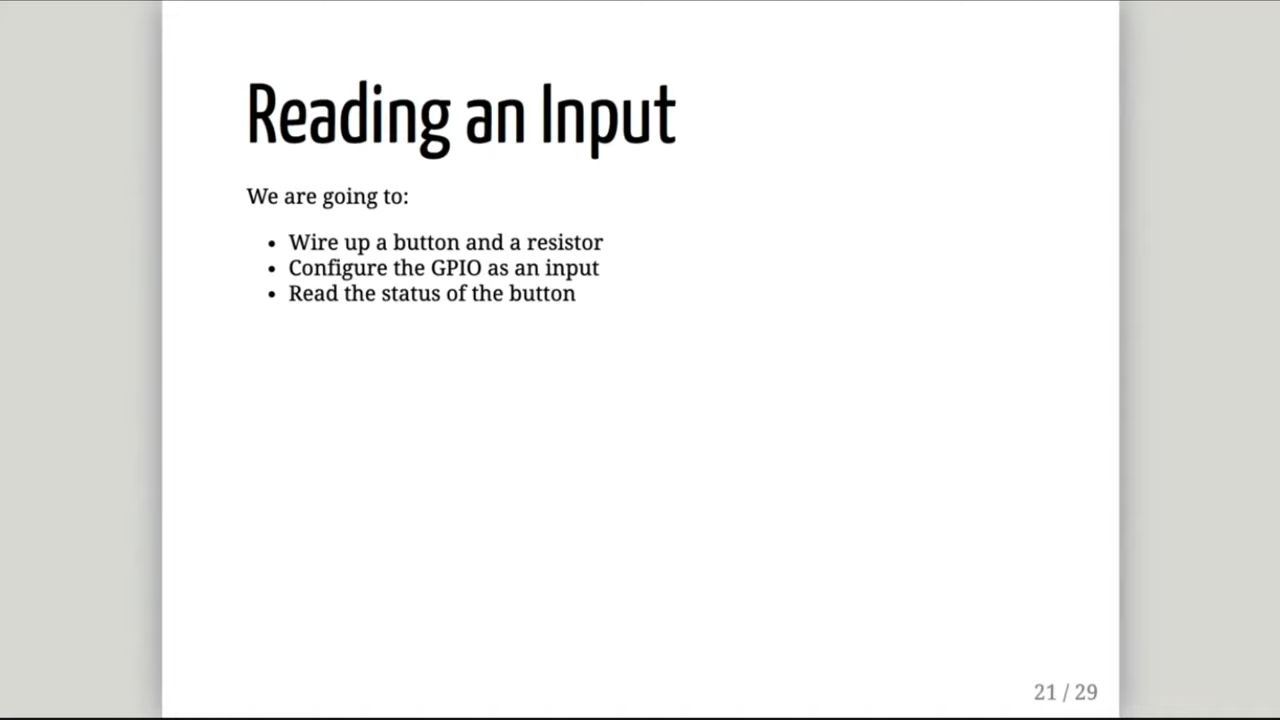 Reading an Input
We are going to:
• Wire up a button and a resistor
• Configure the GPIO as an input
• Read the status of the button
21 / 29